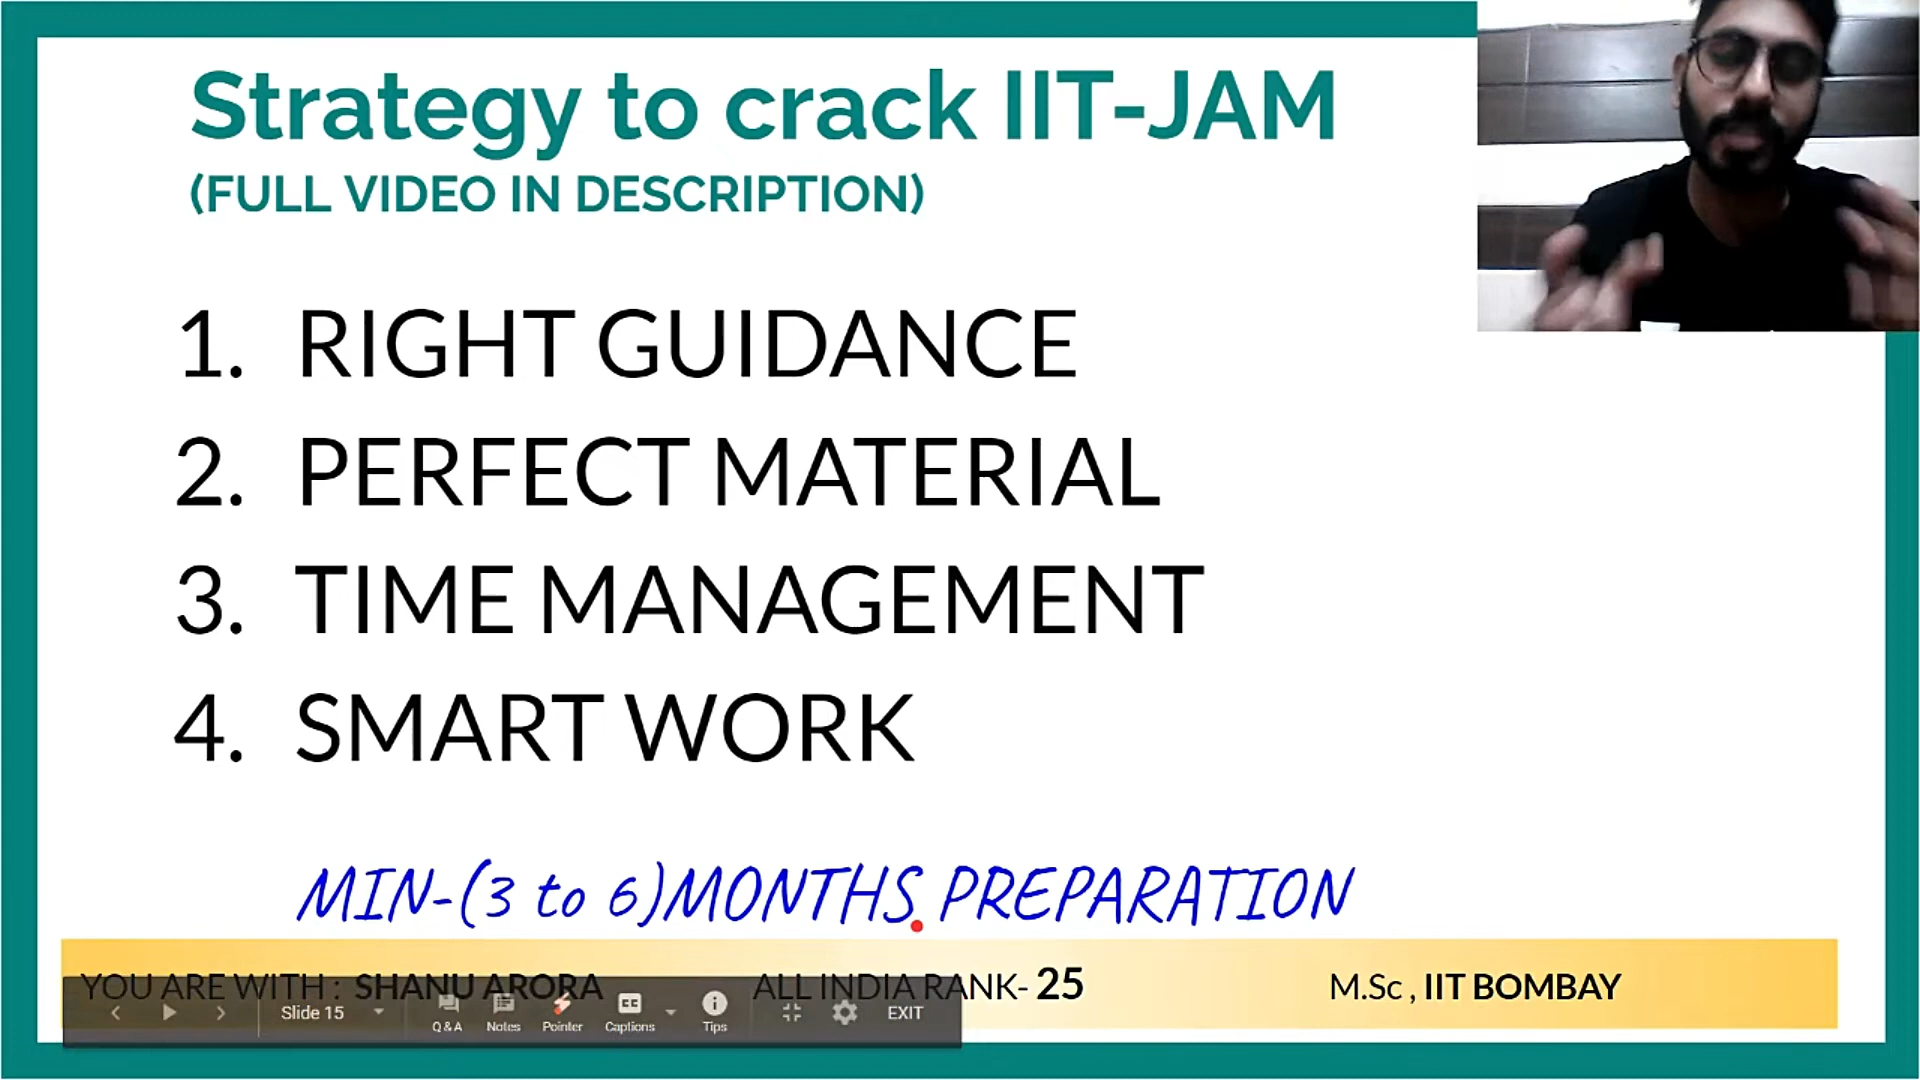 Strategy to crack IIT-JAM
(FULL VIDEO IN DESCRIPTION)
1. RIGHT GUIDANCE
2. PERFECT MATERIAL
3. TIME MANAGEMENT
4. SMART WORK
MIN-(3 to 6)MONTHS PREPARATION
YOU ARE WITH : SHANU ARORA ALL INDIA RANK- 25 M.Sc , IIT BOMBAY
Slide 15 Q & A Notes Pointer CC Captions Tips EXIT